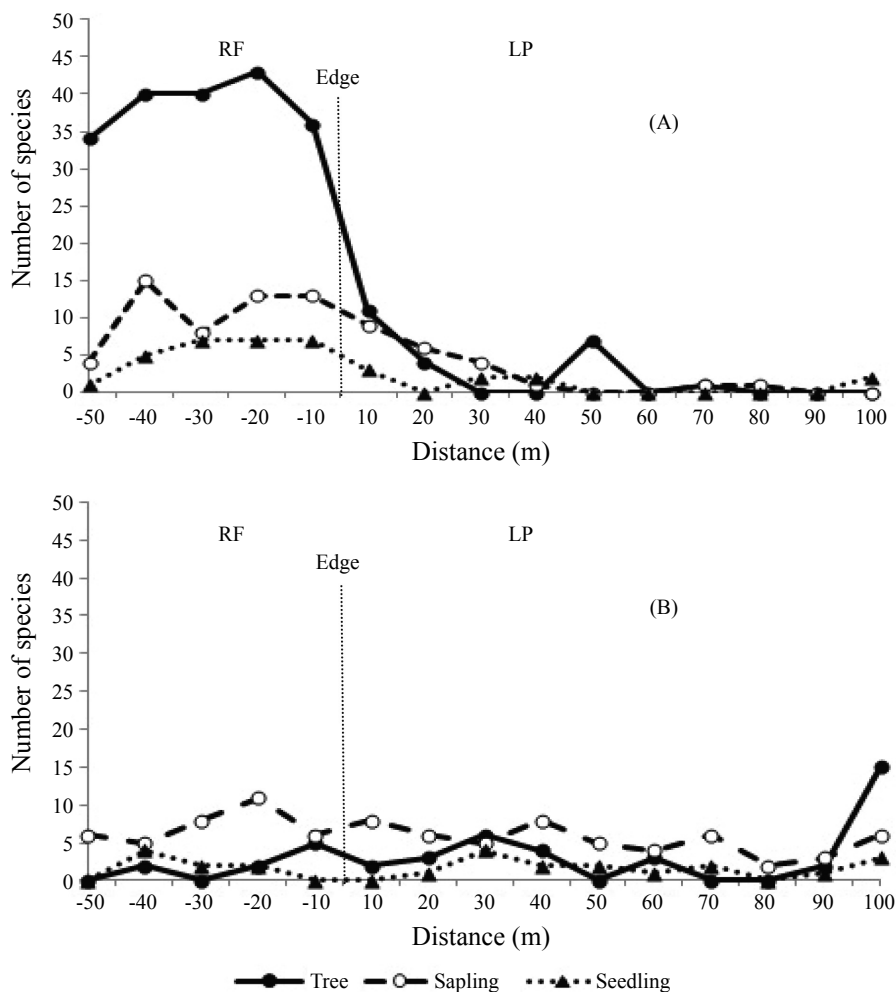 50
45
40
35
30
25
20
15
10
5
0
Number of species
RF
LP
Edge
(A)
-50 -40 -30 -20 -10 10 20 30 40 50 60 70 80 90 100
Distance (m)
50
45
40
35
30
25
20
15
10
5
0
Number of species
RF
LP
Edge
(B)
-50 -40 -30 -20 -10 10 20 30 40 50 60 70 80 90 100
Distance (m)
Tree Sapling Seedling